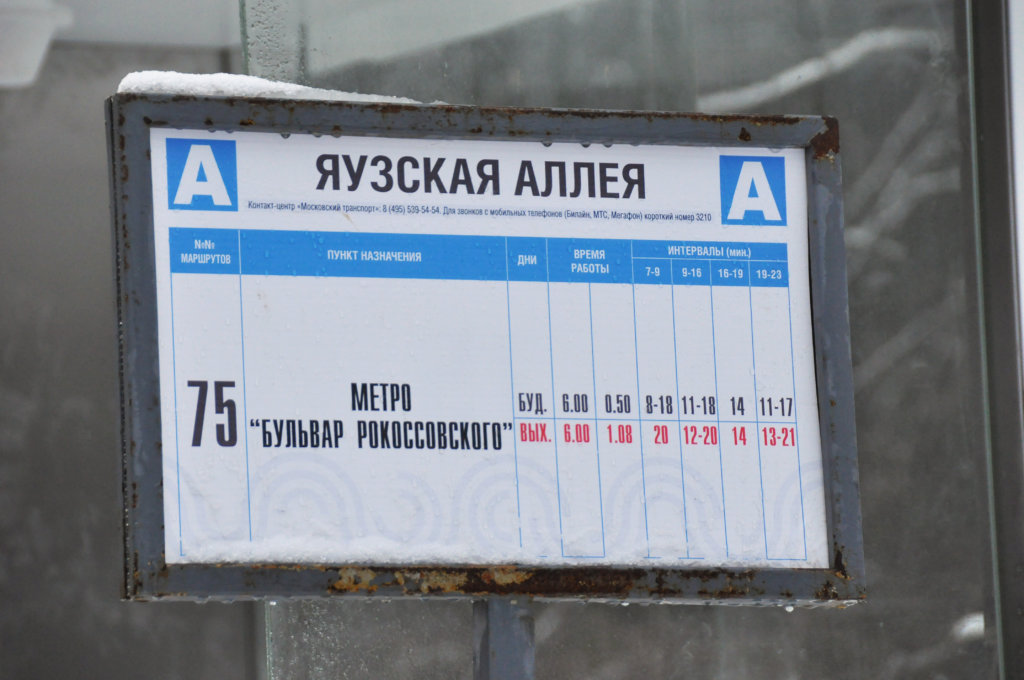 А ЯУЗСКАЯ АЛЛЕЯ А
Контакт-центр «Московский транспорт»: 8 (495) 539-54-54. Для звонков с мобильных телефонов (Билайн, МТС, Мегафон) короткий номер 3210
№№ МАРШРУТОВ ПУНКТ НАЗНАЧЕНИЯ ДНИ ВРЕМЯ РАБОТЫ ИНТЕРВАЛЫ (мин.)
7-9 9-16 16-19 19-23
75 МЕТРО
"БУЛЬВАР РОКОССОВСКОГО"
БУД. 6.00 0.50 8-18 11-18 14 11-17
ВЫХ. 6.00 1.08 20 12-20 14 13-21